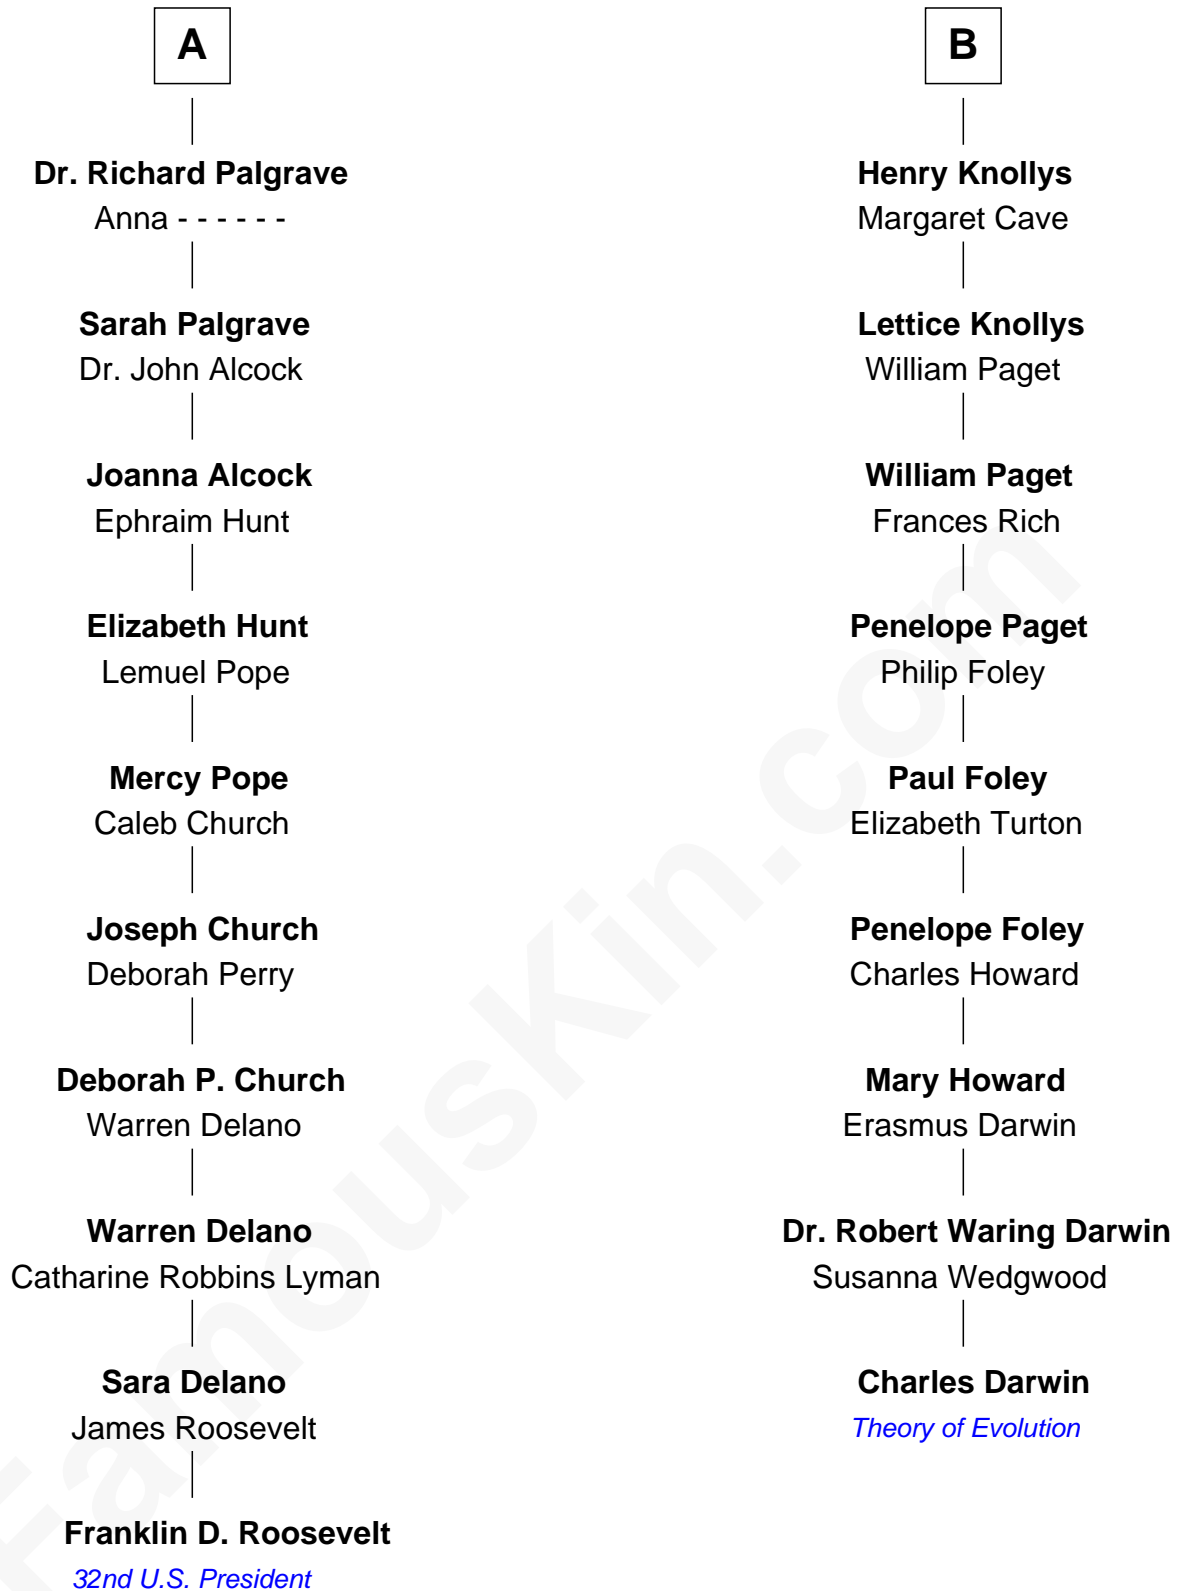 A
Dr. Richard Palgrave
Anna - - - - - -
Sarah Palgrave
Dr. John Alcock
Joanna Alcock
Ephraim Hunt
Elizabeth Hunt
Lemuel Pope
Mercy Pope
Caleb Church
Joseph Church
Deborah Perry
Deborah P. Church
Warren Delano
Warren Delano
Catharine Robbins Lyman
Sara Delano
James Roosevelt
Franklin D. Roosevelt
32nd U.S. President
B
Henry Knollys
Margaret Cave
Lettice Knollys
William Paget
William Paget
Frances Rich
Penelope Paget
Philip Foley
Paul Foley
Elizabeth Turton
Penelope Foley
Charles Howard
Mary Howard
Erasmus Darwin
Dr. Robert Waring Darwin
Susanna Wedgwood
Charles Darwin
Theory of Evolution
FamousKin.com